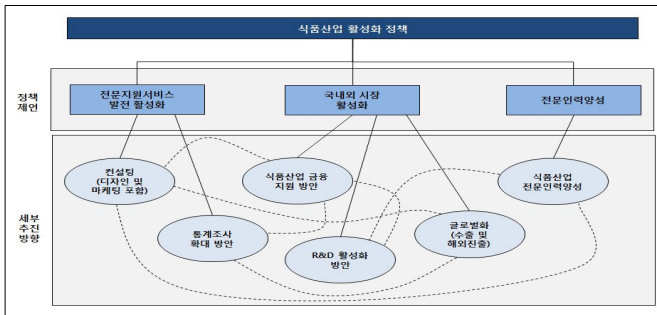 식품산업 활성화 정책
정책
제언
전문지원서비스
발전 활성화
국내외 시장
활성화
전문인력양성
세부
추진
방향
컨설팅
(디자인 및
마케팅 포함)
식품산업 금융
지원 방안
식품산업
전문인력양성
통계조사
확대 방안
R&D 활성화
방안
글로벌화
(수출 및
해외진출)